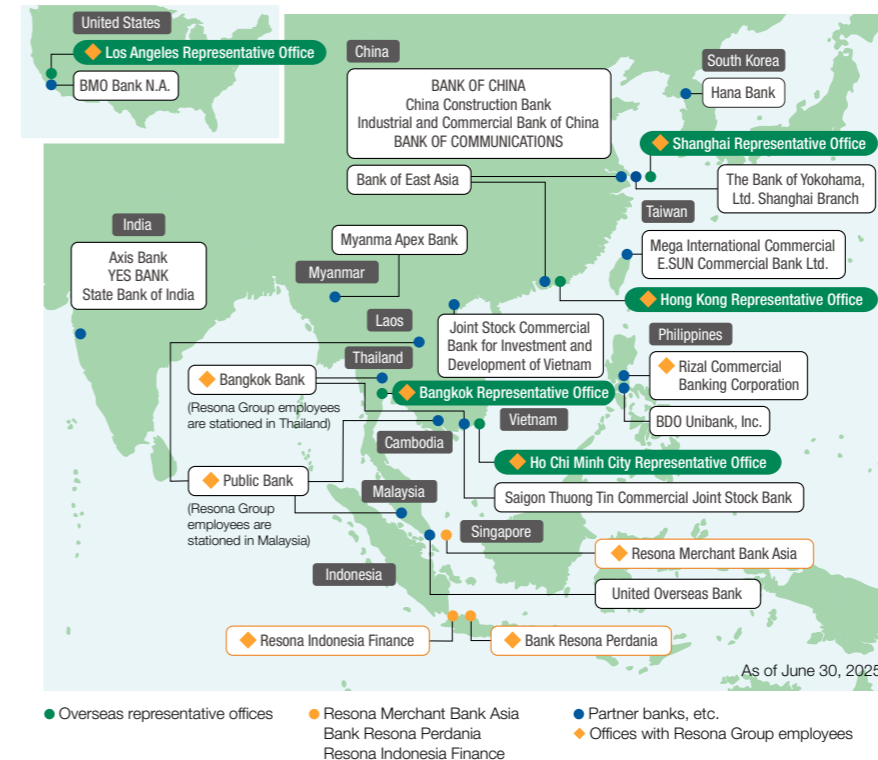 United States
Los Angeles Representative Office
BMO Bank N.A.
China
BANK OF CHINA
China Construction Bank
Industrial and Commercial Bank of China
BANK OF COMMUNICATIONS
Bank of East Asia
South Korea
Hana Bank
Shanghai Representative Office
The Bank of Yokohama,
Ltd. Shanghai Branch
Taiwan
Mega International Commercial
E.SUN Commercial Bank Ltd.
Hong Kong Representative Office
India
Axis Bank
YES BANK
State Bank of India
Myanma Apex Bank
Myanmar
Laos
Joint Stock Commercial
Bank for Investment and
Development of Vietnam
Philippines
Rizal Commercial
Banking Corporation
BDO Unibank, Inc.
Thailand
Bangkok Bank
(Resona Group employees
are stationed in Thailand)
Bangkok Representative Office
Vietnam
Cambodia
Ho Chi Minh City Representative Office
Public Bank
(Resona Group
employees are
stationed in Malaysia)
Saigon Thuong Tin Commercial Joint Stock Bank
Malaysia
Singapore
Resona Merchant Bank Asia
Indonesia
United Overseas Bank
Resona Indonesia Finance
Bank Resona Perdania
As of June 30, 2025
Overseas representative offices
Resona Merchant Bank Asia
Bank Resona Perdania
Resona Indonesia Finance
Partner banks, etc.
Offices with Resona Group employees